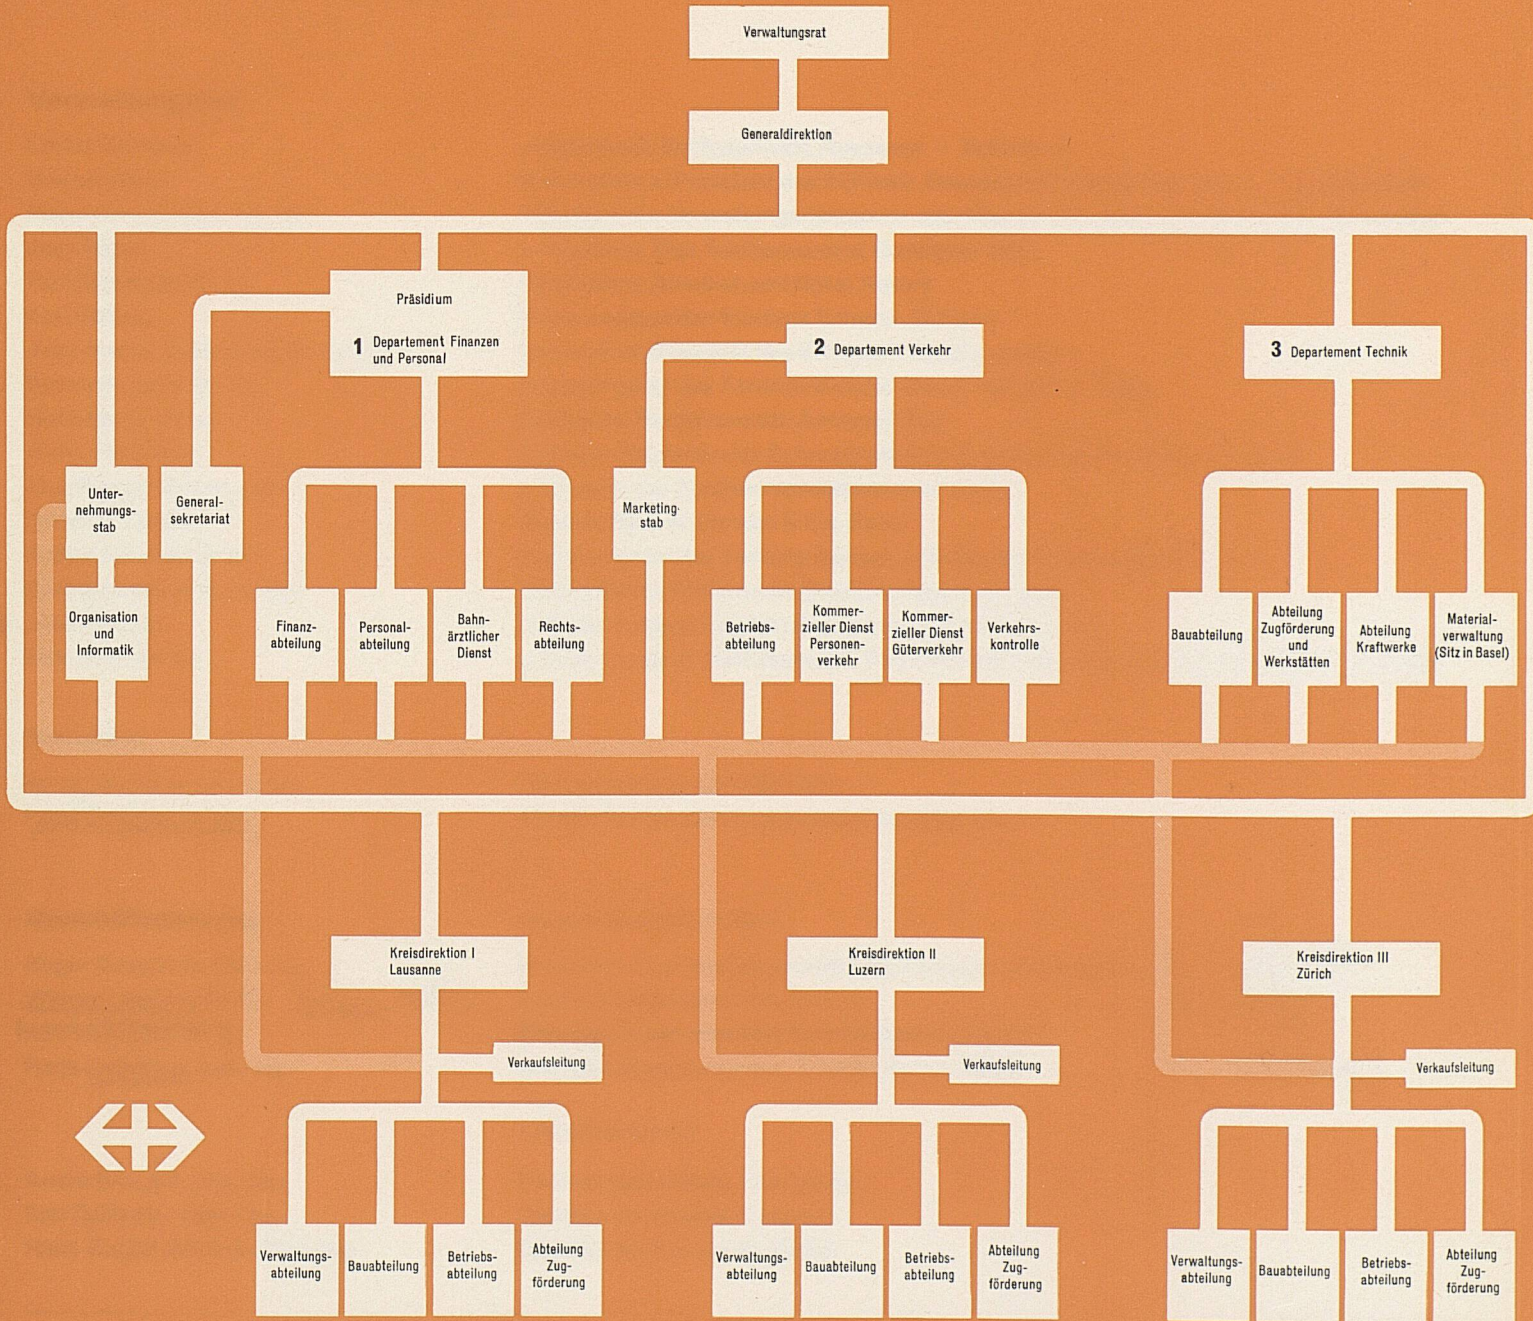 Verwaltungsrat
Generaldirektion
Präsidium
1 Departement Finanzen
und Personal
2 Departement Verkehr
3 Departement Technik
Unter-
nehmungs-
stab
General-
sekretariat
Marketing-
stab
Organisation
und
Informatik
Finanz-
abteilung
Personal-
abteilung
Bahn-
ärztlicher
Dienst
Rechts-
abteilung
Betriebs-
abteilung
Kommer-
zieller Dienst
Personen-
verkehr
Kommer-
zieller Dienst
Güterverkehr
Verkehrs-
kontrolle
Bauabteilung
Abteilung
Zugförderung
und
Werkstätten
Abteilung
Kraftwerke
Material-
verwaltung
(Sitz in Basel)
Kreisdirektion I
Lausanne
Kreisdirektion II
Luzern
Kreisdirektion III
Zürich
Verkaufsleitung
Verkaufsleitung
Verkaufsleitung
Verwaltungs-
abteilung
Bauabteilung
Betriebs-
abteilung
Abteilung
Zug-
förderung
Verwaltungs-
abteilung
Bauabteilung
Betriebs-
abteilung
Abteilung
Zug-
förderung
Verwaltungs-
abteilung
Bauabteilung
Betriebs-
abteilung
Abteilung
Zug-
förderung